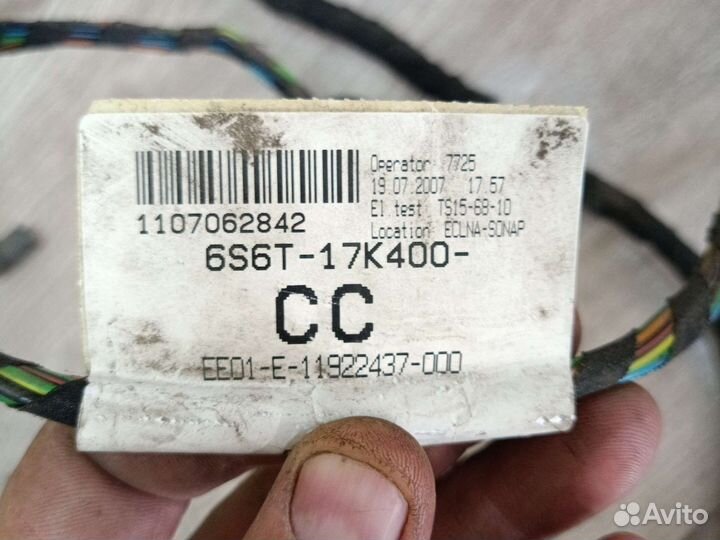 Operator 7725
19.07.2007 17.57
El.test TS15-68-10
Location ECLNA-SONAP
1107062842
6S6T-17K400-
CC
EE01-E-11922437-000
Avito